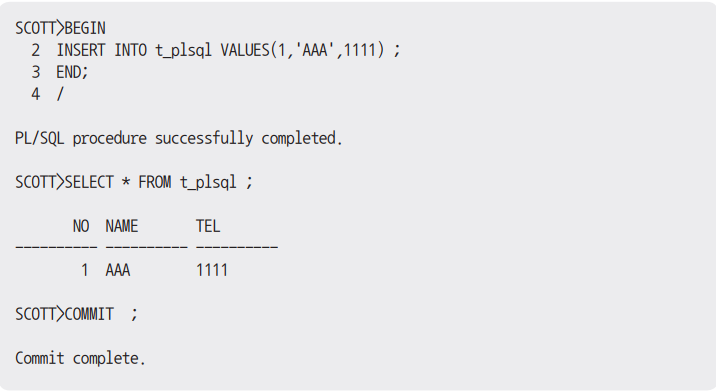 SCOTT>BEGIN
2 INSERT INTO t_plsql VALUES(1,'AAA',1111) ;
3 END;
4 /
PL/SQL procedure successfully completed.
SCOTT>SELECT * FROM t_plsql ;
NO NAME TEL
---------- ---------- ----------
1 AAA 1111
SCOTT>COMMIT ;
Commit complete.